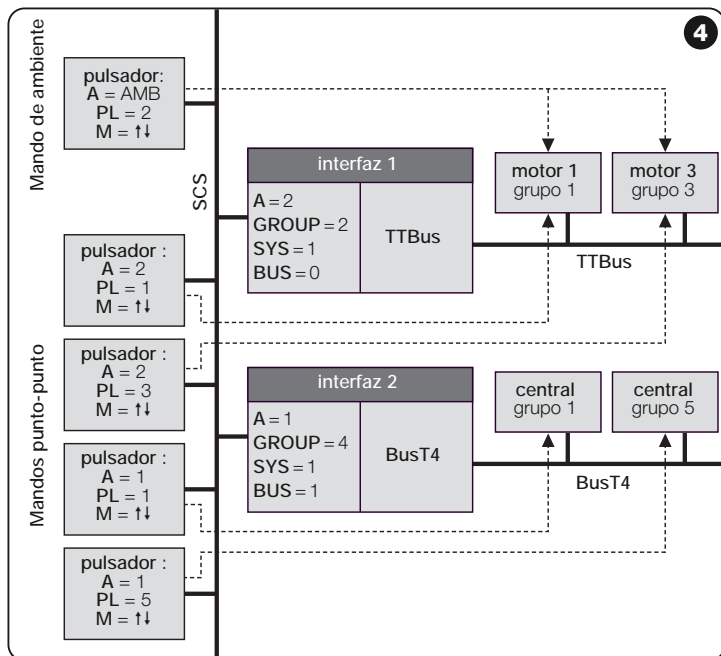 4
Mando de ambiente
pulsador:
A = AMB
PL = 2
M = ↑↓
SCS
interfaz 1
A = 2
GROUP = 2
SYS = 1
BUS = 0
TTBus
motor 1
grupo 1
motor 3
grupo 3
TTBus
Mandos punto-punto
pulsador :
A = 2
PL = 1
M = ↑↓
pulsador :
A = 2
PL = 3
M = ↑↓
interfaz 2
A = 1
GROUP = 4
SYS = 1
BUS = 1
BusT4
central
grupo 1
central
grupo 5
BusT4
pulsador :
A = 1
PL = 1
M = ↑↓
pulsador :
A = 1
PL = 5
M = ↑↓